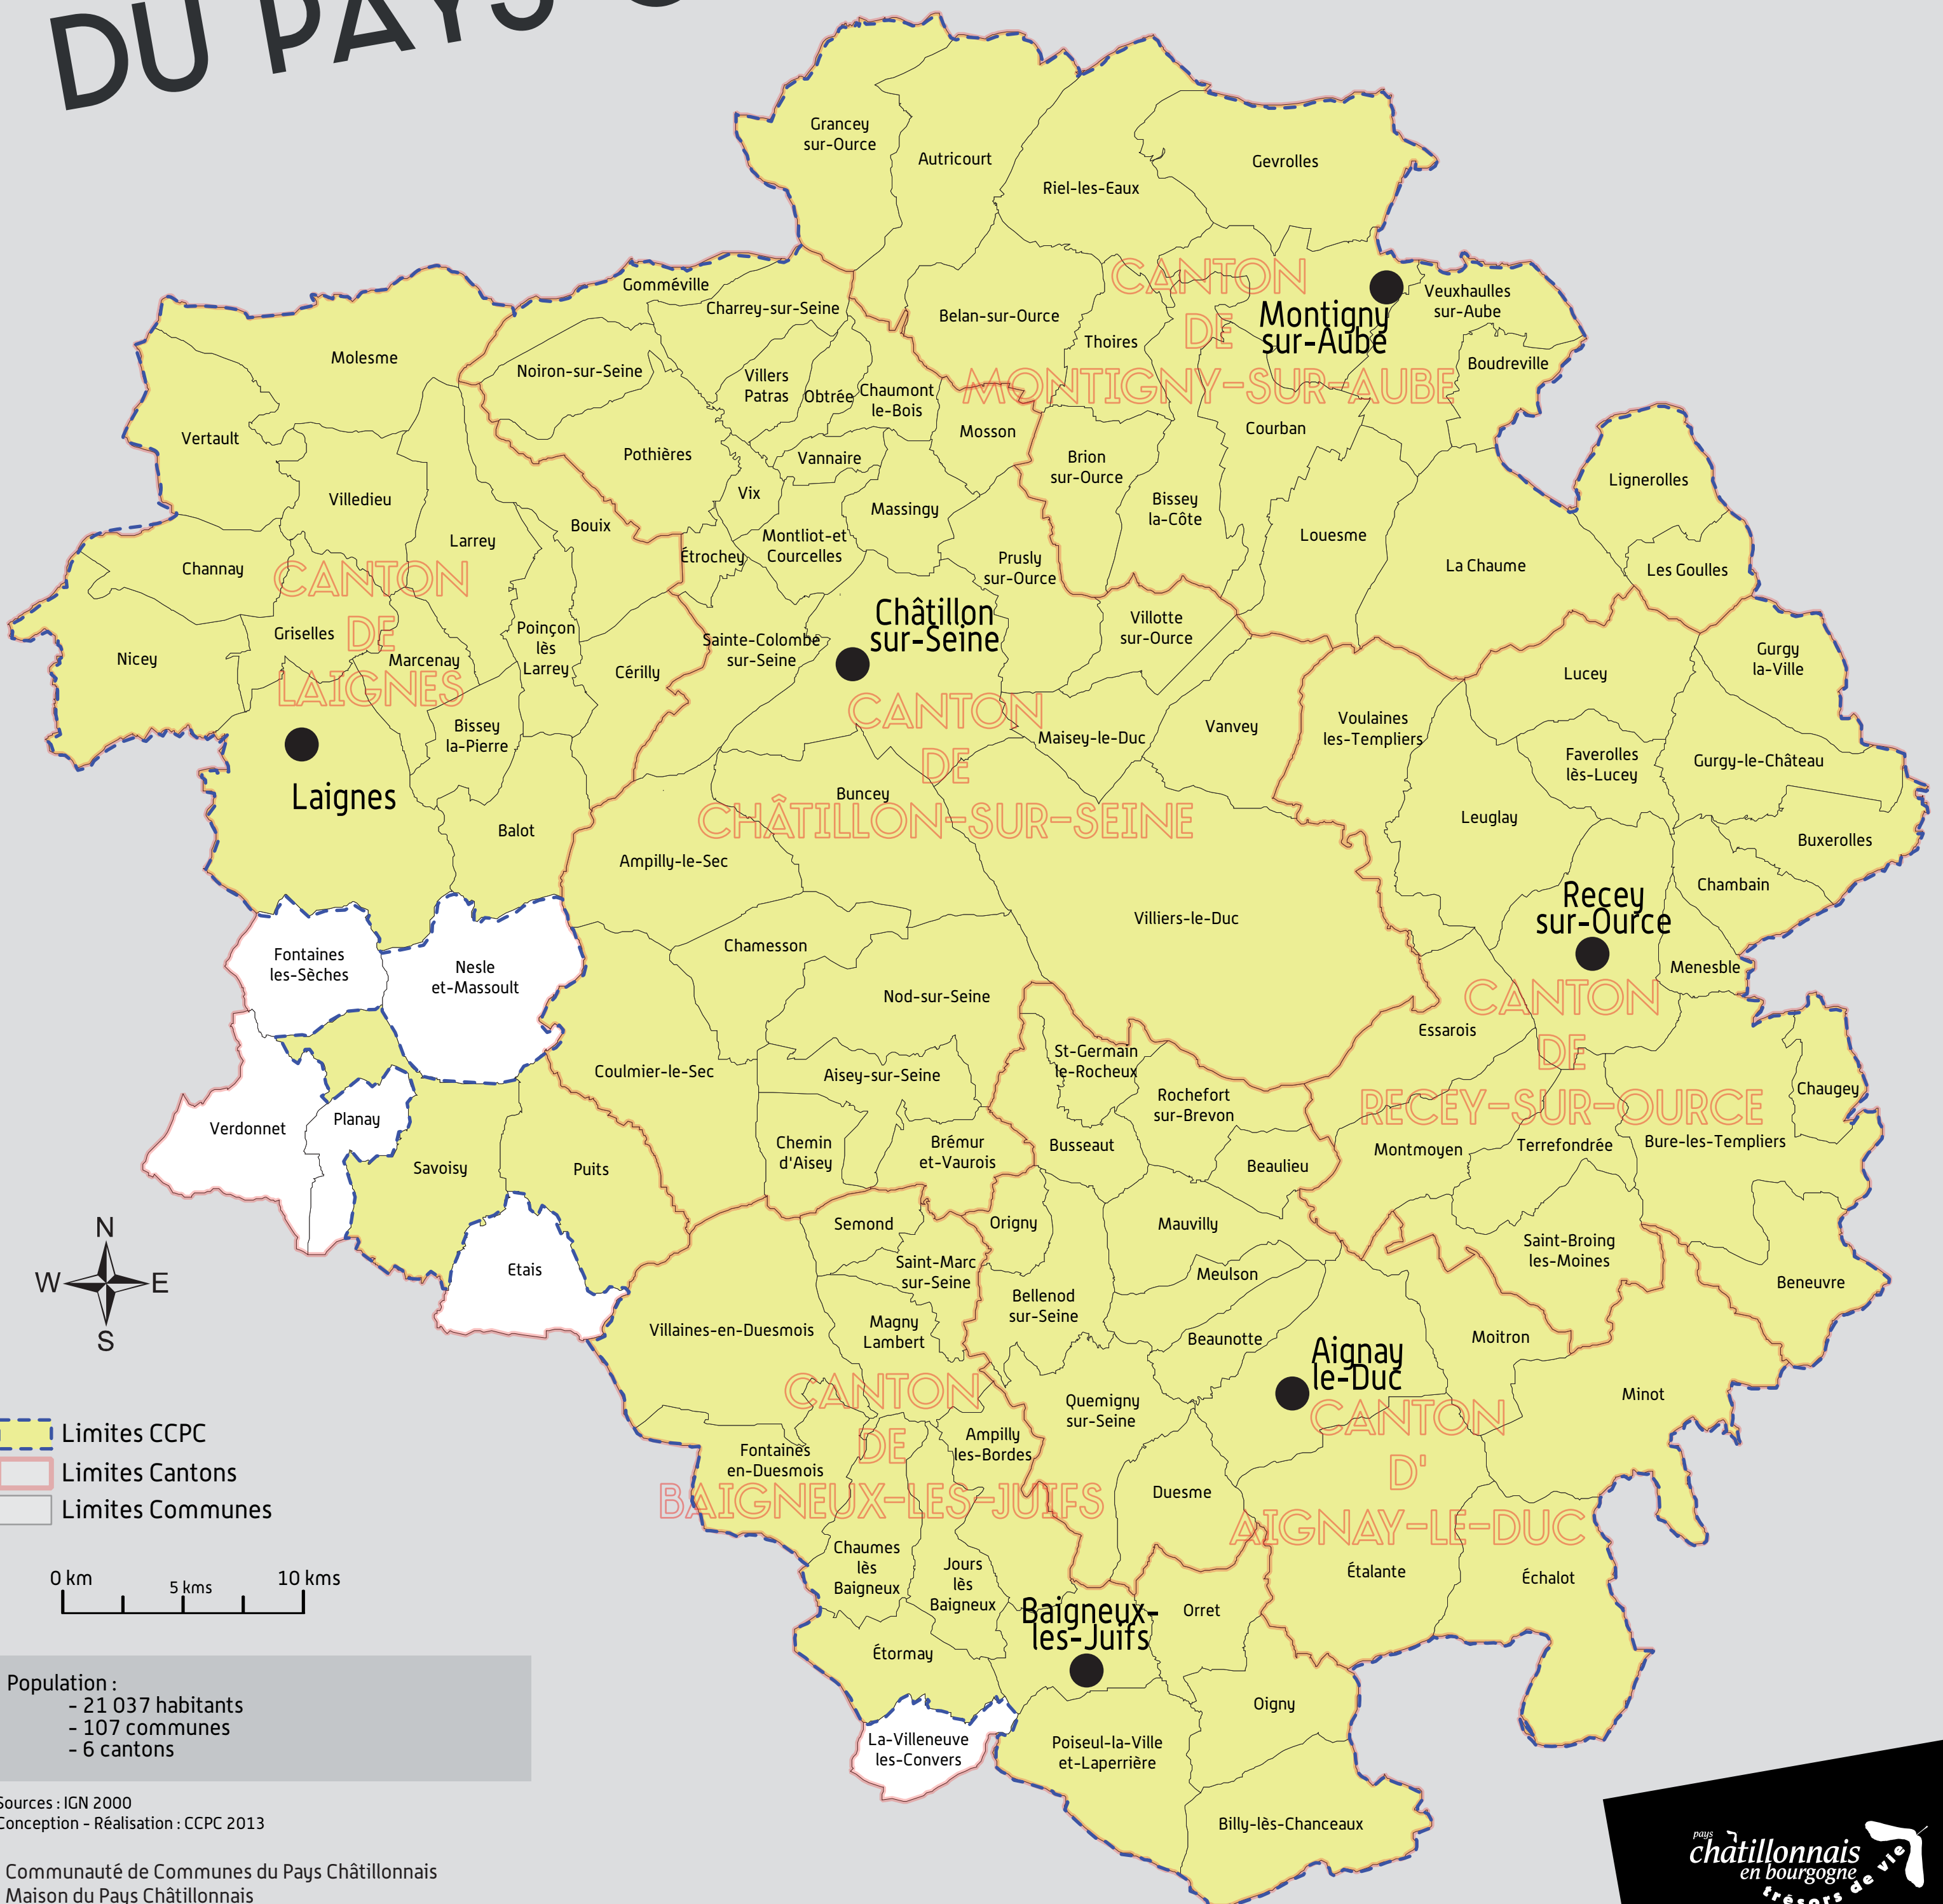 DU PAYS
Grancey
sur-Ource
Autricourt
Riel-les-Eaux
Gevrolles
Gomméville
Charrey-sur-Seine
Belan-sur-Ource
Thoires
CANTON
DE
MONTIGNY-SUR-AUBE
Montigny
sur-Aube
Veuxhaulles
sur-Aube
Boudreville
Molesme
Noiron-sur-Seine
Villers
Patras
Obtrée
Chaumont
le-Bois
Mosson
Vertault
Pothières
Vannaire
Vix
Brion
sur-Ource
Courban
Lignerolles
Villedieu
Bouix
Massingy
Bissey
la-Côte
Larrey
Étrochey
Montliot-et
Courcelles
Prusly
sur-Ource
Louesme
La Chaume
Les Goulles
Channay
CANTON
DE
LAIGNES
Griselles
Nicey
Marcenay
Poinçon
lès
Larrey
Cérilly
Sainte-Colombe
sur-Seine
Châtillon
sur-Seine
Villotte
sur-Ource
Lucey
Gurgy
la-Ville
Bissey
la-Pierre
CANTON
DE
CHÂTILLON-SUR-SEINE
Maisey-le-Duc
Vanvey
Voulaines
les-Templiers
Faverolles
lès-Lucey
Gurgy-le-Château
Laignes
Balot
Buncey
Ampilly-le-Sec
Leuglay
Buxerolles
Chambain
Recey
sur-Ource
Villiers-le-Duc
Chamesson
Fontaines
les-Sèches
Nesle
et-Massoult
Nod-sur-Seine
Menesble
CANTON
DE
RECEY-SUR-OURCE
Essarois
Coulmier-le-Sec
Aisey-sur-Seine
St-Germain
le-Rocheux
Rochefort
sur-Brevon
Chaugey
Verdonnet
Planay
Savoisy
Puits
Chemin
d'Aisey
Brémur
et-Vaurois
Busseaut
Beaulieu
Montmoyen
Terrefondrée
Bure-les-Templiers
Semond
Origny
Mauvilly
Saint-Broing
les-Moines
Beneuvre
Etais
Saint-Marc
sur-Seine
Meulson
Bellenod
sur-Seine
Villaines-en-Duesmois
Magny
Lambert
Beaunotte
Aignay
le-Duc
Moitron
Minot
CANTON
DE
BAIGNEUX-LES-JUIFS
Quemigny
sur-Seine
CANTON
D'
AIGNAY-LE-DUC
Fontaines
en-Duesmois
Ampilly
les-Bordes
Duesme
Chaumes
lès
Baigneux
Jours
lès
Baigneux
Étalante
Échalot
Baigneux-
les-Juifs
Orret
Étormay
Oigny
La-Villeneuve
les-Convers
Poiseul-la-Ville
et-Laperrière
Billy-lès-Chanceaux
N
W
E
S
Limites CCPC
Limites Cantons
Limites Communes
0 km
5 kms
10 kms
Population :
- 21 037 habitants
- 107 communes
- 6 cantons
Sources : IGN 2000
Conception - Réalisation : CCPC 2013
Communauté de Communes du Pays Châtillonnais
Maison du Pays Châtillonnais
pays
châtillonnais
en bourgogne
trésors de vie